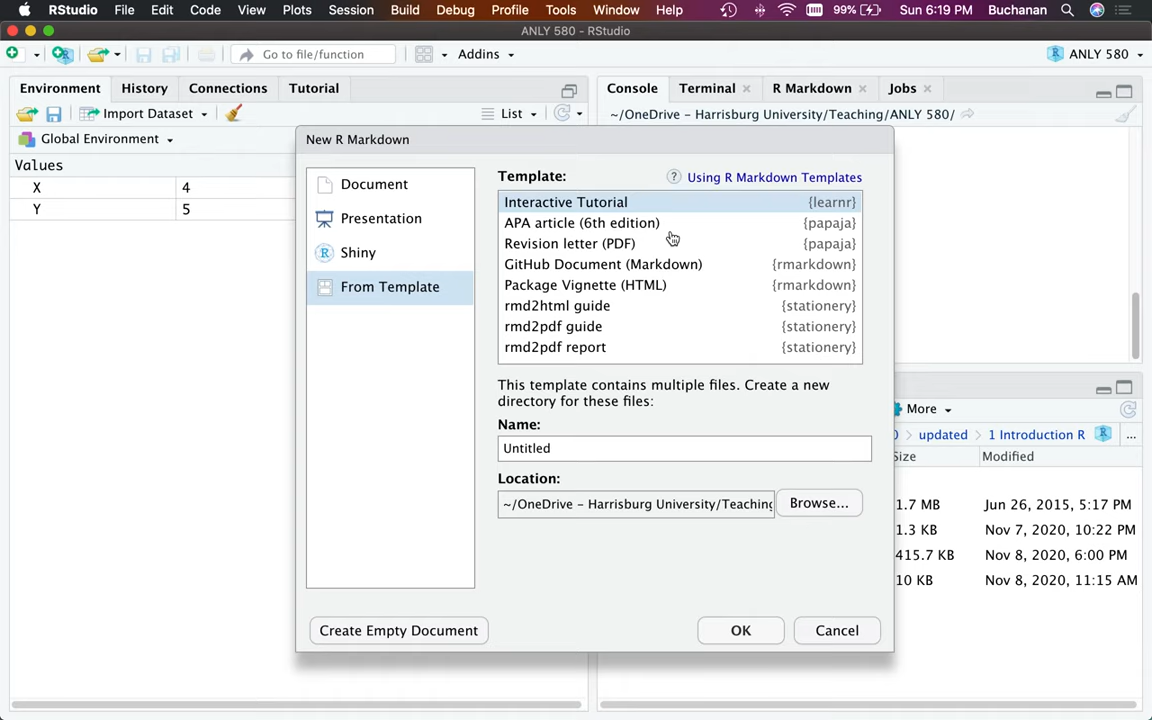 RStudio File Edit Code View Plots Session Build Debug Profile Tools Window Help 99% Sun 6:19 PM Buchanan
ANLY 580 - RStudio
Go to file/function Addins ANLY 580
Environment History Connections Tutorial
Import Dataset List
Global Environment
Values
X 4
Y 5
Console Terminal R Markdown Jobs
~/OneDrive - Harrisburg University/Teaching/ANLY 580/
New R Markdown
Document
Presentation
Shiny
From Template
Template: ? Using R Markdown Templates
Interactive Tutorial {learnr}
APA article (6th edition) {papaja}
Revision letter (PDF) {papaja}
GitHub Document (Markdown) {rmarkdown}
Package Vignette (HTML) {rmarkdown}
rmd2html guide {stationery}
rmd2pdf guide {stationery}
rmd2pdf report {stationery}
This template contains multiple files. Create a new
directory for these files:
Name:
Untitled
Location:
~/OneDrive - Harrisburg University/Teaching Browse...
Create Empty Document OK Cancel
More
updated 1 Introduction R ...
Size Modified
1.7 MB Jun 26, 2015, 5:17 PM
1.3 KB Nov 7, 2020, 10:22 PM
415.7 KB Nov 8, 2020, 6:00 PM
10 KB Nov 8, 2020, 11:15 AM